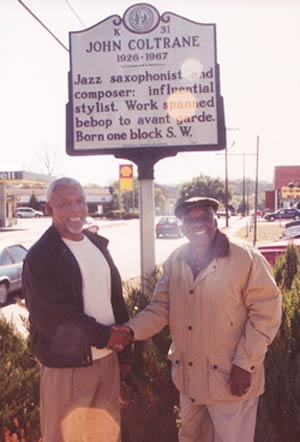 K 31
JOHN COLTRANE
1926-1967
Jazz saxophonist and
composer: influential
stylist. Work spanned
bebop to avant garde.
Born one block S. W.